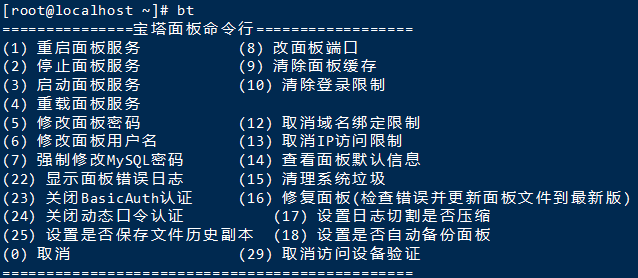 [root@localhost ~]# bt
===============宝塔面板命令行==================
(1) 重启面板服务 (8) 改面板端口
(2) 停止面板服务 (9) 清除面板缓存
(3) 启动面板服务 (10) 清除登录限制
(4) 重载面板服务
(5) 修改面板密码 (12) 取消域名绑定限制
(6) 修改面板用户名 (13) 取消IP访问限制
(7) 强制修改MySQL密码 (14) 查看面板默认信息
(22) 显示面板错误日志 (15) 清理系统垃圾
(23) 关闭BasicAuth认证 (16) 修复面板(检查错误并更新面板文件到最新版)
(24) 关闭动态口令认证 (17) 设置日志切割是否压缩
(25) 设置是否保存文件历史副本 (18) 设置是否自动备份面板
(0) 取消 (29) 取消访问设备验证
===============================================